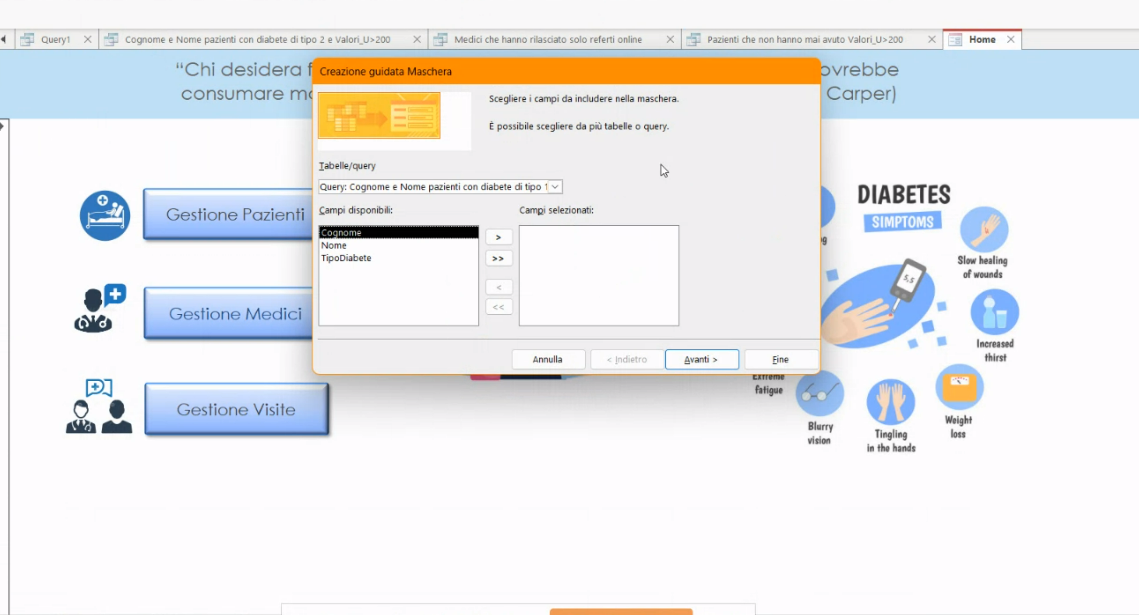 Query1
Cognome e Nome pazienti con diabete di tipo 2 e Valori_U>200
Medici che hanno rilasciato solo referti online
Pazienti che non hanno mai avuto Valori_U>200
Home
“Chi desidera f
ovrebbe
consumare m
Carper)
Creazione guidata Maschera
Scegliere i campi da includere nella maschera.
È possibile scegliere da più tabelle o query.
Tabelle/query
Query: Cognome e Nome pazienti con diabete di tipo 1
Campi disponibili:
Campi selezionati:
Cognome
Nome
TipoDiabete
>
>>
<
<<
Annulla
< Indietro
Avanti >
Fine
Gestione Pazienti
Gestione Medici
Gestione Visite
DIABETES
SIMPTOMS
Slow healing
of wounds
5,5
Increased
thirst
Extreme
fatigue
Blurry
vision
Tingling
in the hands
Weight
loss